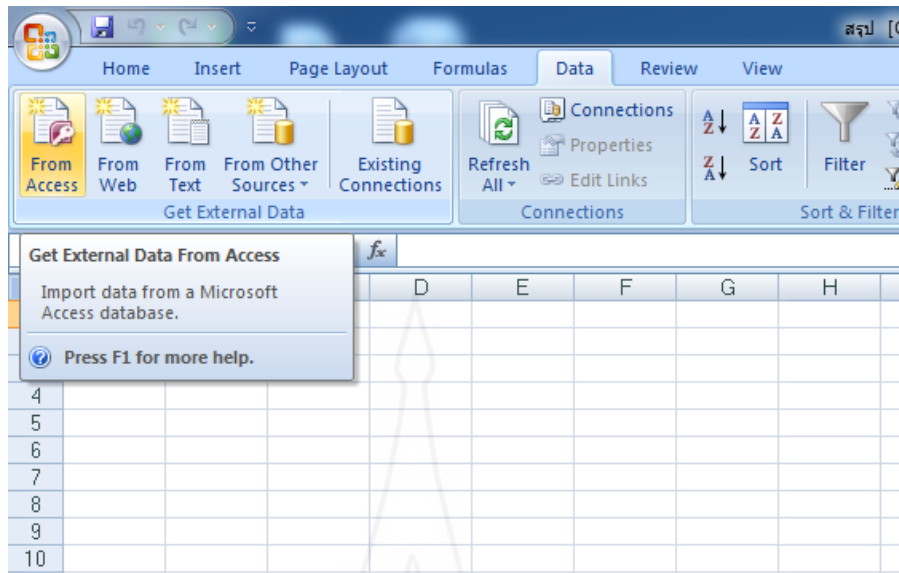 สรุป [
Home Insert Page Layout Formulas Data Review View
From Access
From Web
From Text
From Other Sources
Existing Connections
Get External Data
Refresh All
Connections
Properties
Edit Links
Connections
A Z
Z A
A Z
Z A
Sort
Filter
Sort & Filter
Get External Data From Access
Import data from a Microsoft
Access database.
Press F1 for more help.
fx
D E F G H
4
5
6
7
8
9
10